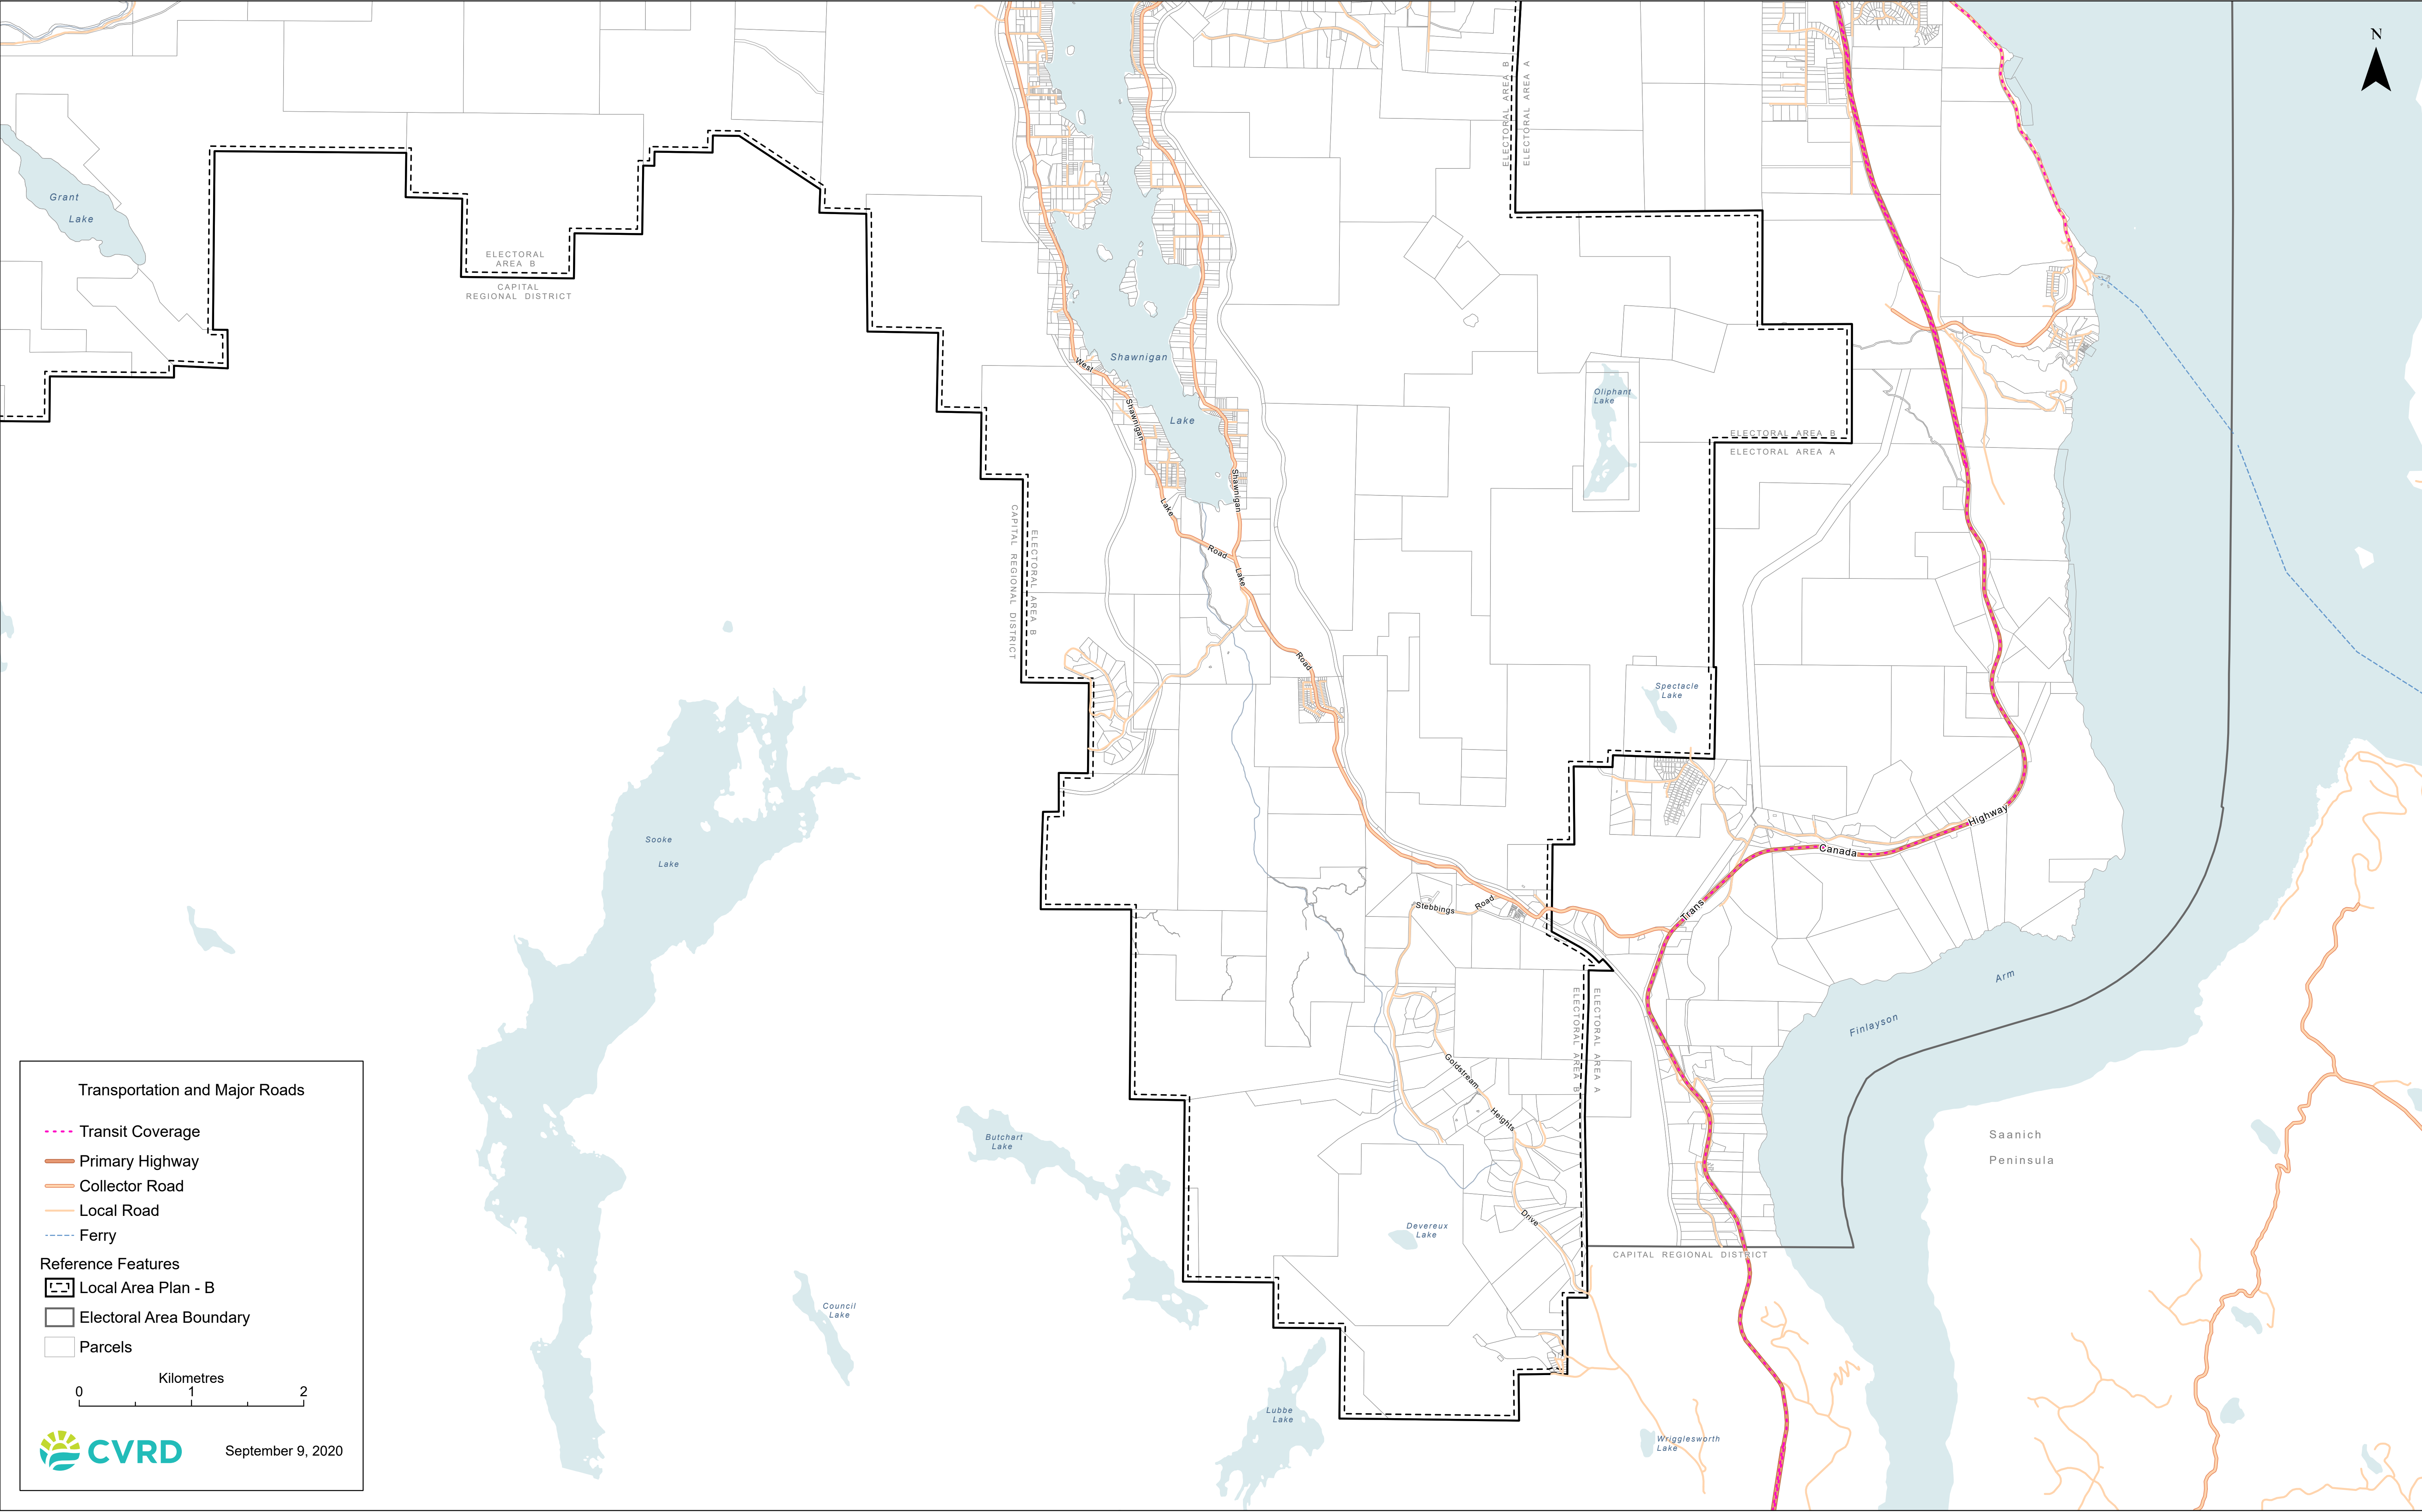 N
Grant
Lake
ELECTORAL
AREA B
CAPITAL
REGIONAL DISTRICT
ELECTORAL AREA B
ELECTORAL AREA A
Shawnigan
Lake
West
Shawnigan
Lake
Road
Shawnigan
Lake
Road
Oliphant
Lake
ELECTORAL AREA B
ELECTORAL AREA A
CAPITAL REGIONAL DISTRICT
ELECTORAL AREA B
Spectacle
Lake
Sooke
Lake
Trans
Canada
Highway
Stebbings
Road
Finlayson
Arm
ELECTORAL AREA B
ELECTORAL AREA A
Goldstream
Heights
Drive
Butchart
Lake
Saanich
Peninsula
Devereux
Lake
CAPITAL REGIONAL DISTRICT
Council
Lake
Lubbe
Lake
Wrigglesworth
Lake
Transportation and Major Roads
Transit Coverage
Primary Highway
Collector Road
Local Road
Ferry
Reference Features
Local Area Plan - B
Electoral Area Boundary
Parcels
Kilometres
0 1 2
CVRD
September 9, 2020